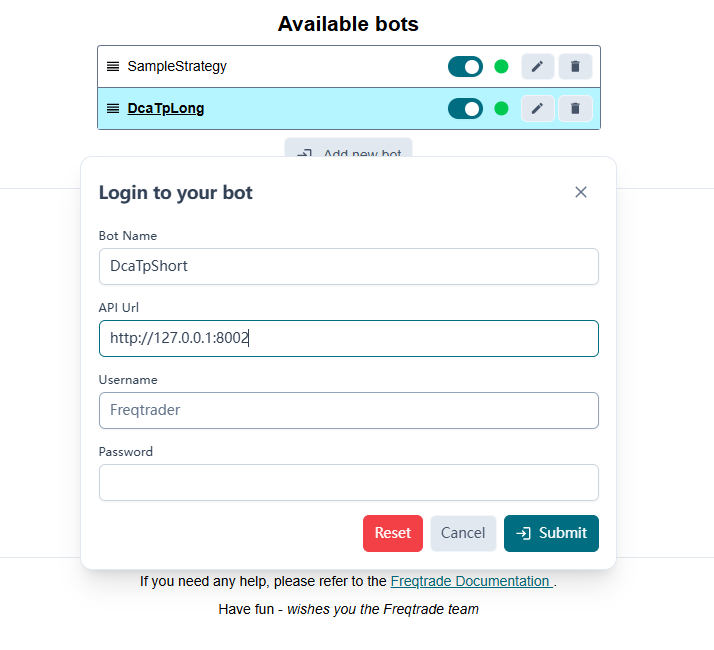 Available bots
SampleStrategy
DcaTpLong
Add new bot
Login to your bot
Bot Name
DcaTpShort
API Url
http://127.0.0.1:8002
Username
Freqtrader
Password
Reset
Cancel
Submit
If you need any help, please refer to the Freqtrade Documentation .
Have fun - wishes you the Freqtrade team